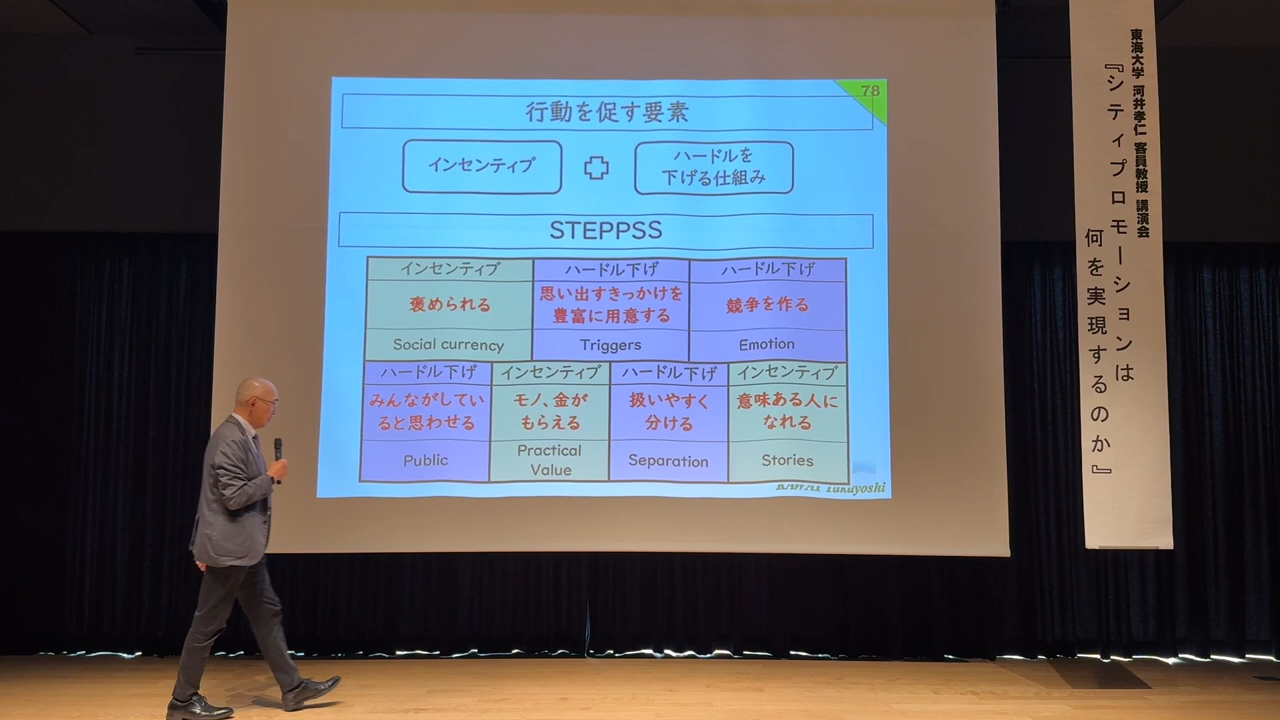 78
行動を促す要素
インセンティブ
ハードルを
下げる仕組み
STEPPSS
インセンティブ
褒められる
Social currency
ハードル下げ
思い出すきっかけを
豊富に用意する
Triggers
ハードル下げ
競争を作る
Emotion
ハードル下げ
みんながしてい
ると思わせる
Public
インセンティブ
モノ、金が
もらえる
Practical
Value
ハードル下げ
扱いやすく
分ける
Separation
インセンティブ
意味ある人に
なれる
Stories
KAWAI Takayoshi
東海大学 河井孝仁 客員教授 講演会
『シティプロモーションは
何を実現するのか』